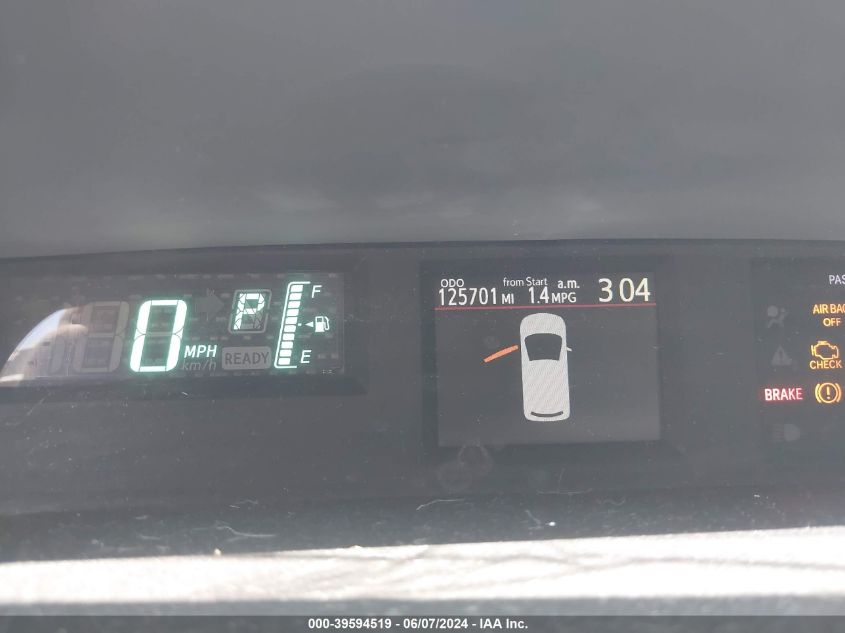 0 MPH
km/h
P
N
READY
F
E
ODO
125701 MI
from Start
1.4 MPG
a.m.
3 04
PAS
AIR BAG
OFF
CHECK
BRAKE
000-39594519 - 06/07/2024 - IAA Inc.